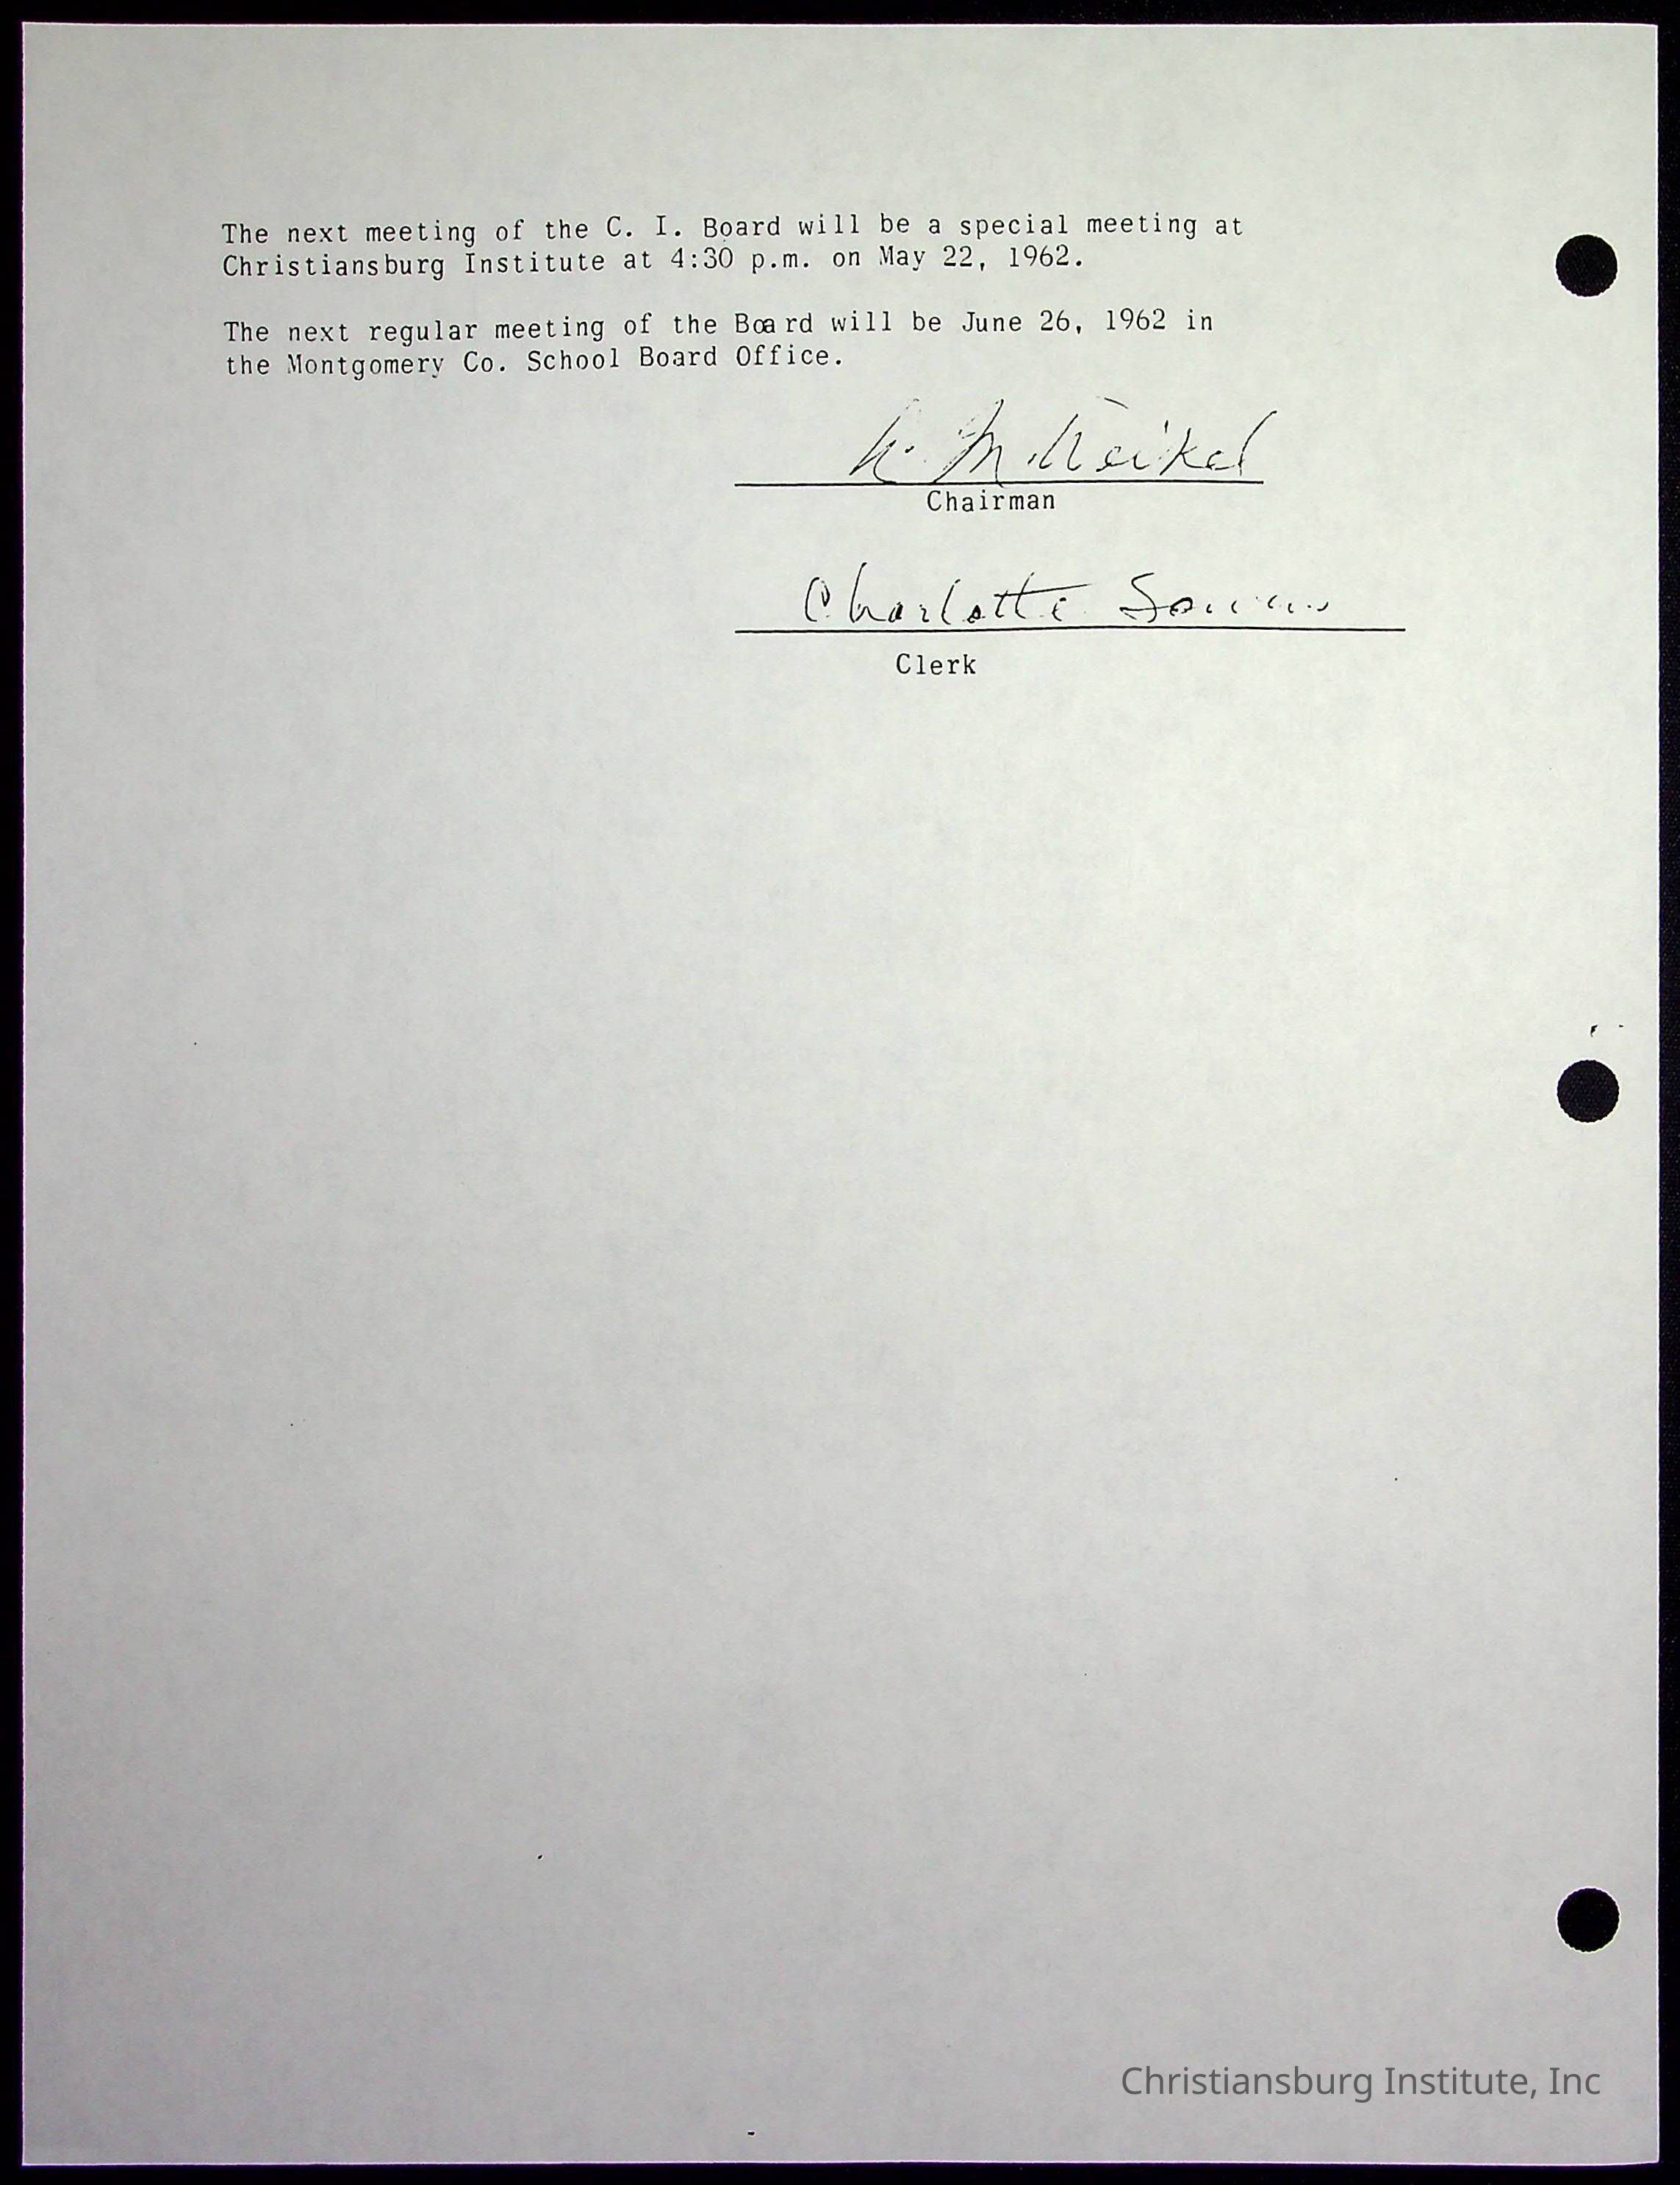 The next meeting of the C. I. Board will be a special meeting at
Christiansburg Institute at 4:30 p.m. on May 22, 1962.
The next regular meeting of the Board will be June 26, 1962 in
the Montgomery Co. School Board Office.
Chairman
Charlotte
Clerk
Christiansburg Institute, Inc